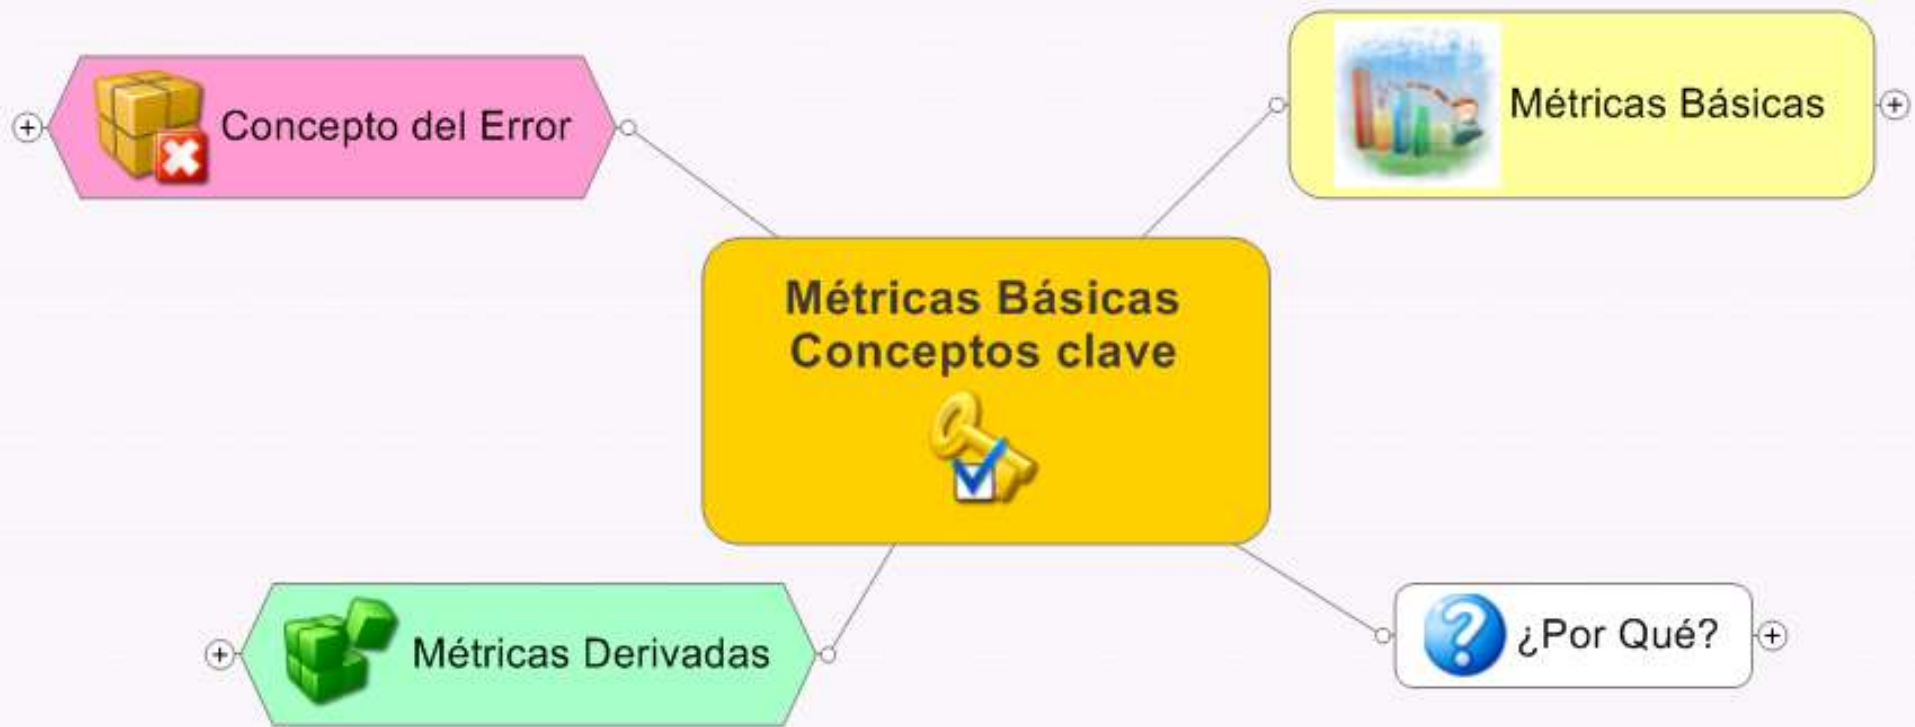 Concepto del Error
Métricas Básicas
Métricas Básicas
Conceptos clave
Métricas Derivadas
¿Por Qué?